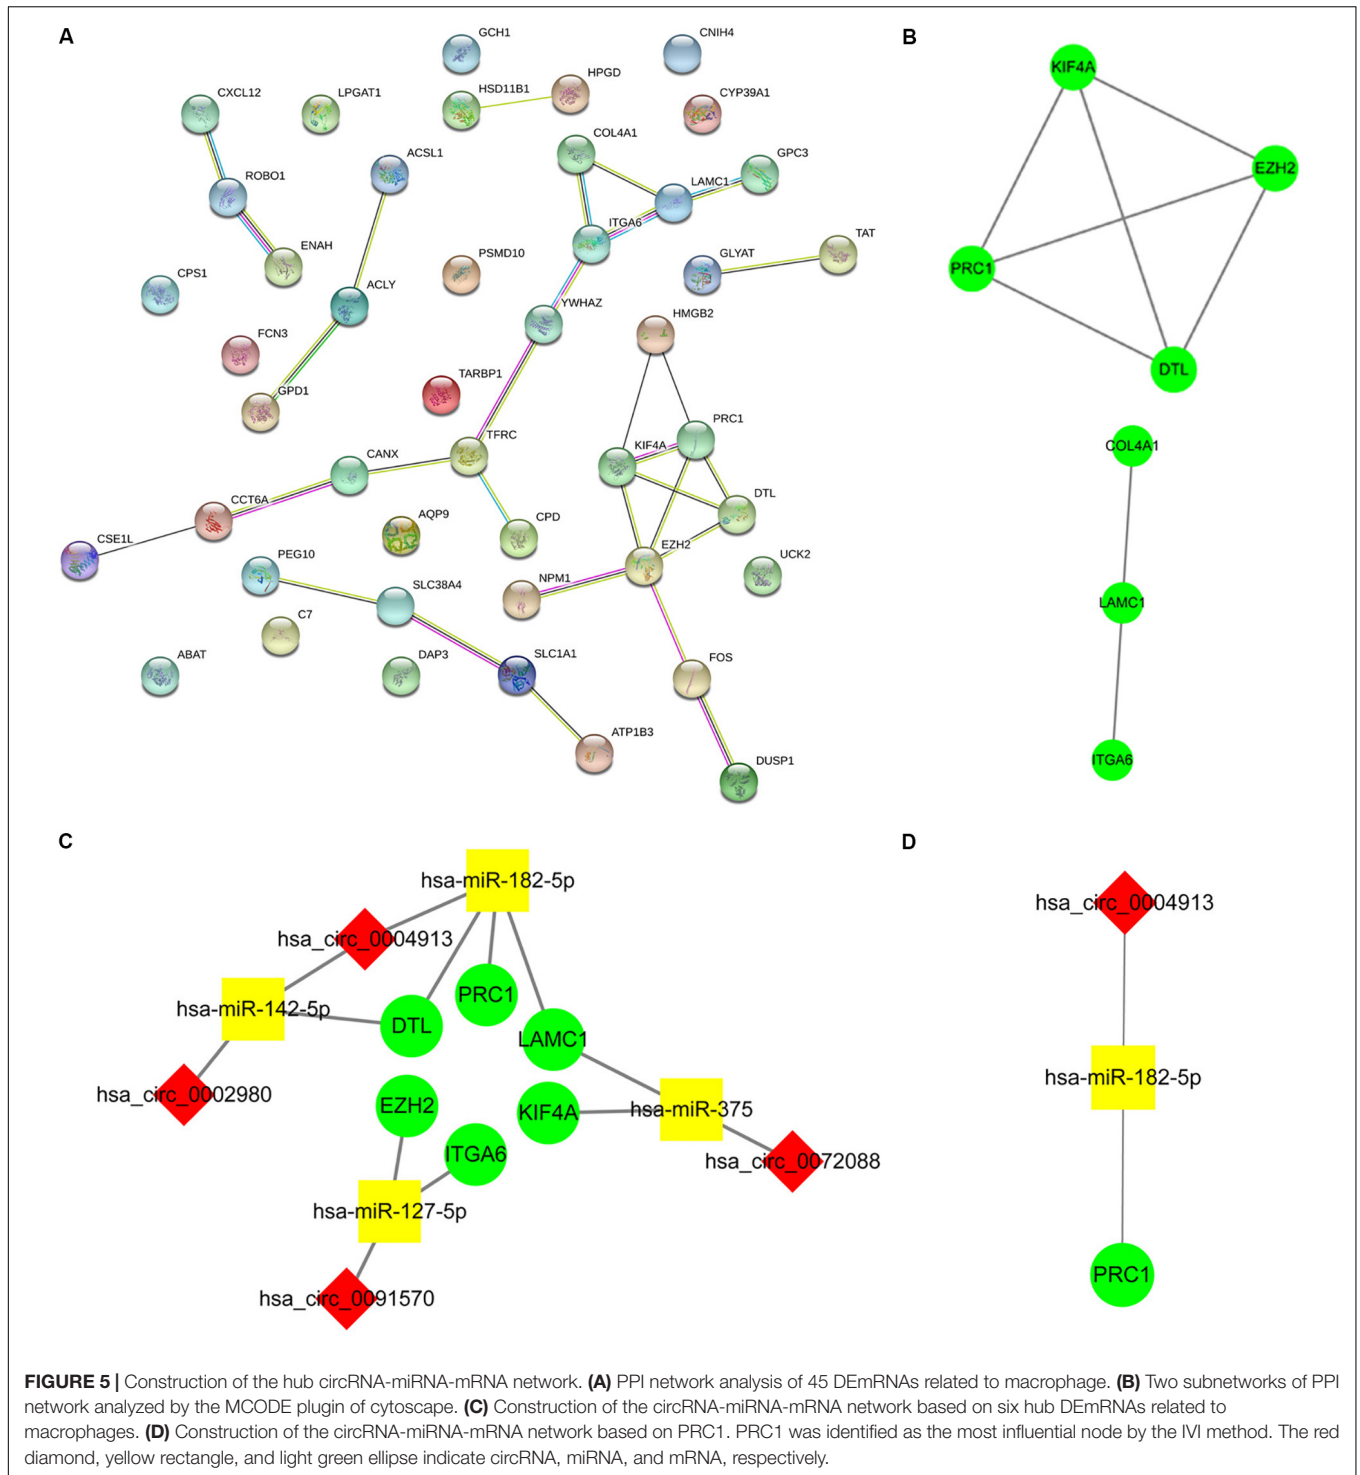 A
GCH1
CNIH4
HPGD
HSD11B1
CXCL12
LPGAT1
CYP39A1
COL4A1
ACSL1
GPC3
ROBO1
LAMC1
ITGA6
ENAH
TAT
PSMD10
GLYAT
CPS1
ACLY
YWHAZ
HMGB2
FCN3
TARBP1
GPD1
PRC1
TFRC
KIF4A
CANX
DTL
CCT6A
AQP9
CPD
CSE1L
EZH2
UCK2
PEG10
NPM1
SLC38A4
C7
ABAT
DAP3
SLC1A1
FOS
ATP1B3
DUSP1
B
KIF4A
EZH2
PRC1
DTL
COL4A1
LAMC1
ITGA6
C
hsa-miR-182-5p
hsa_circ_0004913
PRC1
hsa-miR-142-5p
DTL
LAMC1
hsa_circ_0002980
EZH2
KIF4A
hsa-miR-375
ITGA6
hsa_circ_0072088
hsa-miR-127-5p
hsa_circ_0091570
D
hsa_circ_0004913
hsa-miR-182-5p
PRC1
FIGURE 5 | Construction of the hub circRNA-miRNA-mRNA network. (A) PPI network analysis of 45 DEmRNAs related to macrophage. (B) Two subnetworks of PPI
network analyzed by the MCODE plugin of cytoscape. (C) Construction of the circRNA-miRNA-mRNA network based on six hub DEmRNAs related to
macrophages. (D) Construction of the circRNA-miRNA-mRNA network based on PRC1. PRC1 was identified as the most influential node by the IVI method. The red
diamond, yellow rectangle, and light green ellipse indicate circRNA, miRNA, and mRNA, respectively.